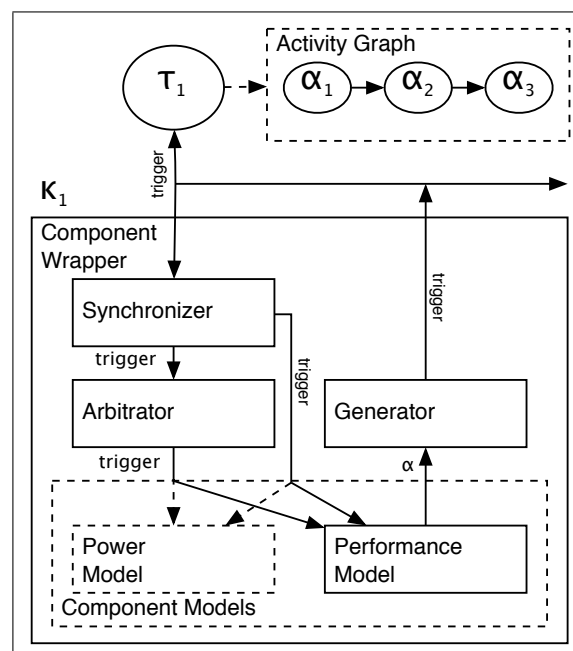 Activity Graph
τ1
α1
α2
α3
trigger
κ1
Component
Wrapper
Synchronizer
trigger
trigger
trigger
Arbitrator
Generator
trigger
α
Power
Model
Performance
Model
Component Models